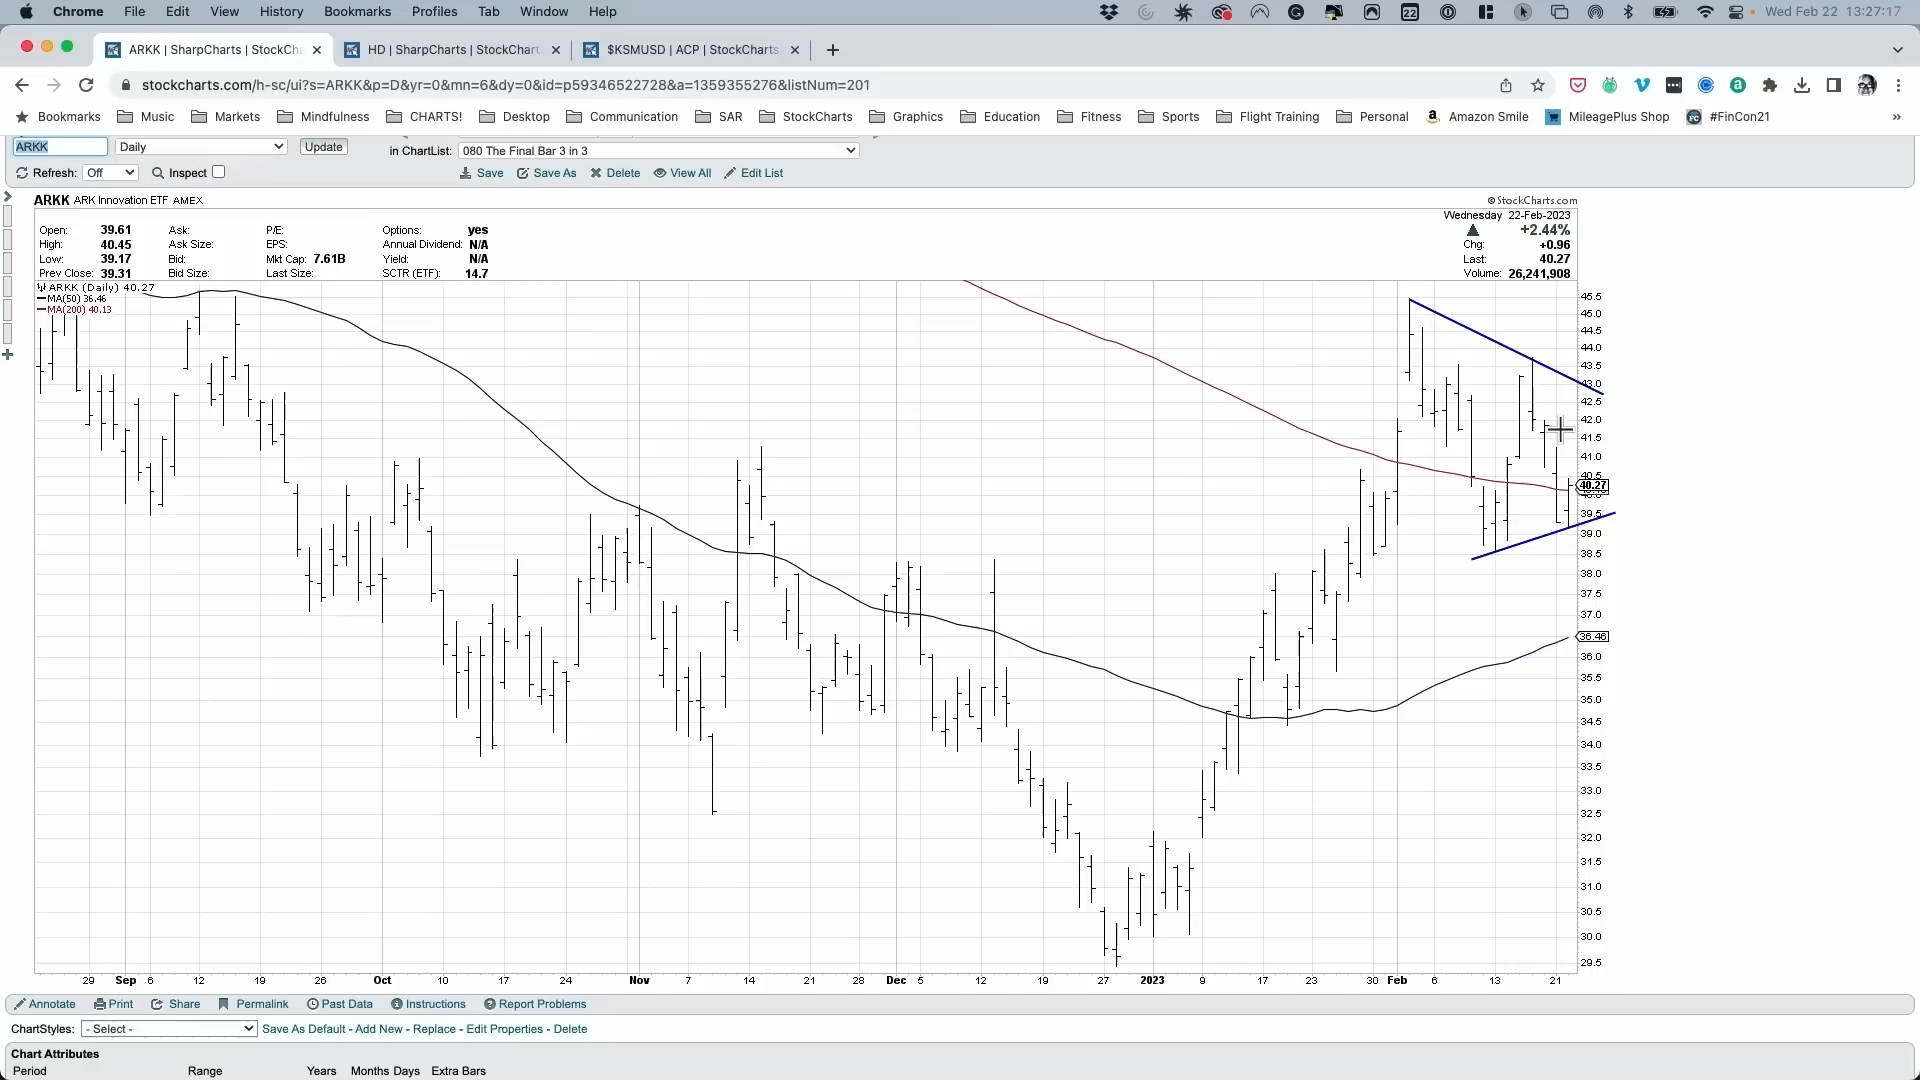 Chrome File Edit View History Bookmarks Profiles Tab Window Help 22 Wed Feb 22 13:27:17
ARKK | SharpCharts | StockCha HD | SharpCharts | StockChart $KSMUSD | ACP | StockCharts
stockcharts.com/h-sc/ui?s=ARKK&p=D&yr=0&mn=6&dy=0&id=p59346522728&a=1359355276&listNum=201
Bookmarks Music Markets Mindfulness CHARTS! Desktop Communication SAR StockCharts Graphics Education Fitness Sports Flight Training Personal Amazon Smile MileagePlus Shop #FinCon21 »
ARKK Daily Update in ChartList: 080 The Final Bar 3 in 3
Refresh: Off Inspect Save Save As Delete View All Edit List
ARKK ARK Innovation ETF AMEX © StockCharts.com
Wednesday 22-Feb-2023
Open: 39.61 Ask: P/E: Options: yes +2.44%
High: 40.45 Ask Size: EPS: Annual Dividend: N/A Chg: +0.96
Low: 39.17 Bid: Mkt Cap: 7.61B Yield: N/A Last: 40.27
Prev Close: 39.31 Bid Size: Last Size: SCTR (ETF): 14.7 Volume: 26,241,908
ARKK (Daily) 40.27
MA(50) 36.46
MA(200) 40.13
45.5
45.0
44.5
44.0
43.5
43.0
42.5
42.0
41.5
41.0
40.5
40.27
39.5
39.0
38.5
38.0
37.5
37.0
36.46
36.0
35.5
35.0
34.5
34.0
33.5
33.0
32.5
32.0
31.5
31.0
30.5
30.0
29.5
29 Sep 6 12 19 26 Oct 10 17 24 Nov 7 14 21 28 Dec 5 12 19 27 2023 9 17 23 30 Feb 6 13 21
Annotate Print Share Permalink Past Data Instructions Report Problems
ChartStyles: - Select - Save As Default - Add New - Replace - Edit Properties - Delete
Chart Attributes
Period Range Years Months Days Extra Bars